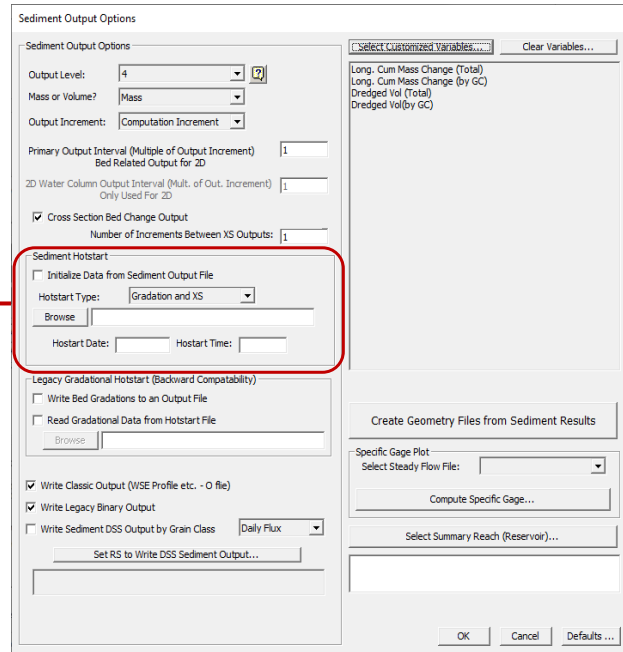 Sediment Output Options
Sediment Output Options
Output Level: 4
Mass or Volume? Mass
Output Increment: Computation Increment
Primary Output Interval (Multiple of Output Increment) 1
Bed Related Output for 2D
2D Water Column Output Interval (Mult. of Out. Increment) 1
Only Used For 2D
Cross Section Bed Change Output
Number of Increments Between XS Outputs: 1
Sediment Hotstart
Initialize Data from Sediment Output File
Hotstart Type: Gradation and XS
Browse
Hostart Date: Hostart Time:
Legacy Gradational Hotstart (Backward Compatability)
Write Bed Gradations to an Output File
Read Gradational Data from Hotstart File
Browse
Write Classic Output (WSE Profile etc. - O file)
Write Legacy Binary Output
Write Sediment DSS Output by Grain Class Daily Flux
Set RS to Write DSS Sediment Output...
Select Customized Variables... Clear Variables...
Long. Cum Mass Change (Total)
Long. Cum Mass Change (by GC)
Dredged Vol (Total)
Dredged Vol(by GC)
Create Geometry Files from Sediment Results
Specific Gage Plot
Select Steady Flow File:
Compute Specific Gage...
Select Summary Reach (Reservoir)...
OK Cancel Defaults ...